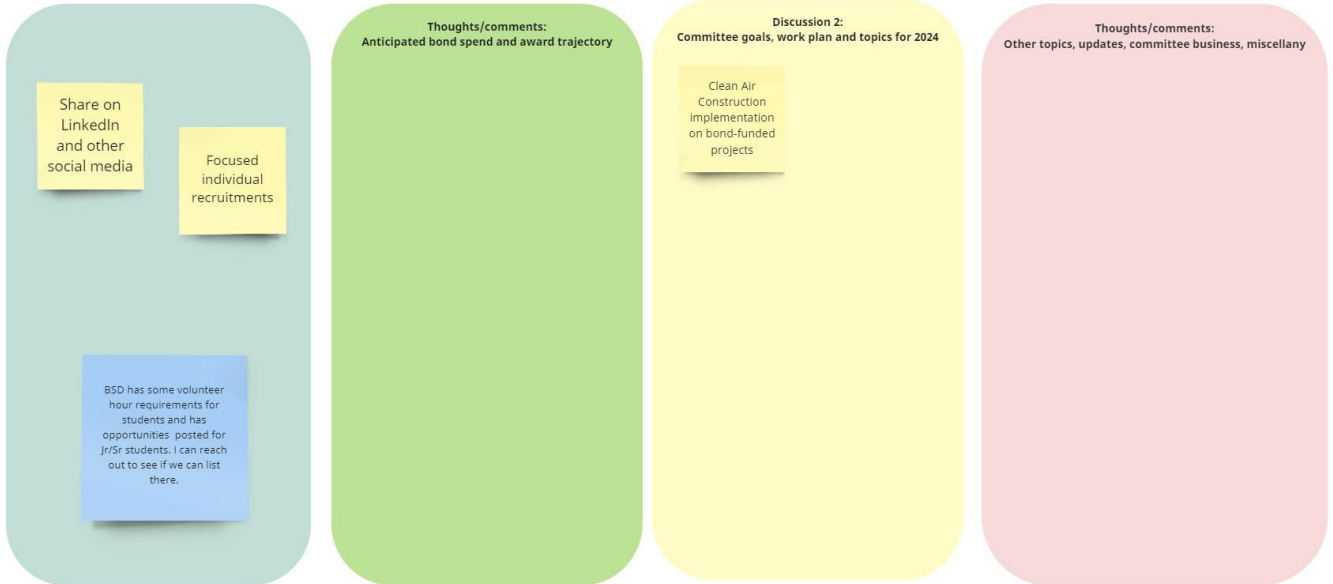 Share on
LinkedIn
and other
social media
Focused
individual
recruitments
BSD has some volunteer
hour requirements for
students and has
opportunities posted for
Jr/Sr students. I can reach
out to see if we can list
there.
Thoughts/comments:
Anticipated bond spend and award trajectory
Discussion 2:
Committee goals, work plan and topics for 2024
Clean Air
Construction
implementation
on bond-funded
projects
Thoughts/comments:
Other topics, updates, committee business, miscellany